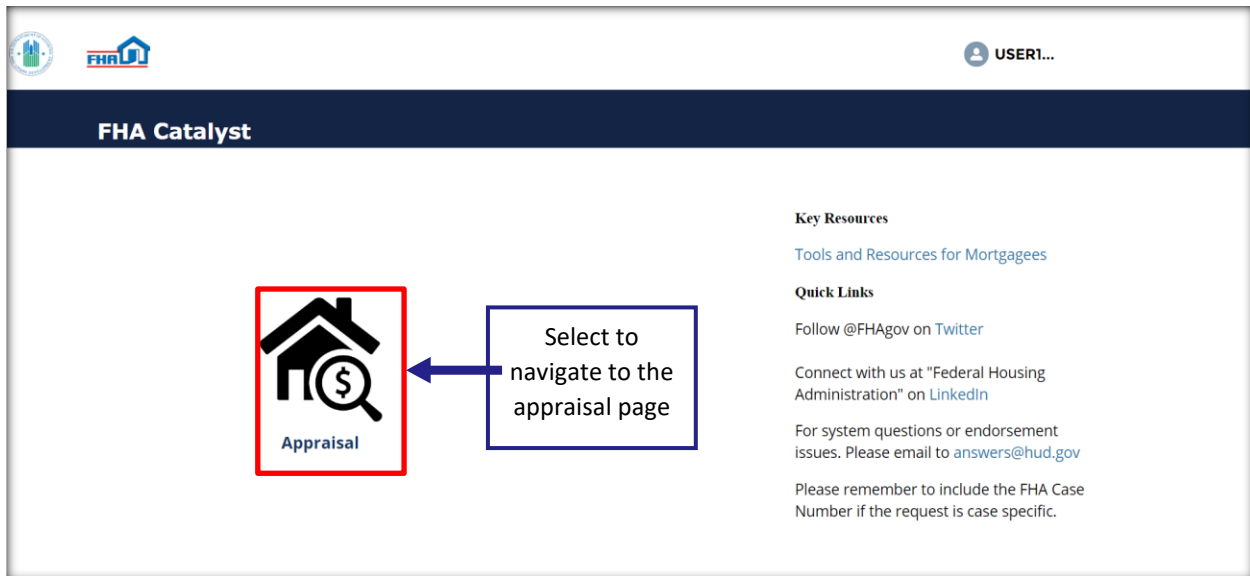 FHA
USER1...
FHA Catalyst
Key Resources
Tools and Resources for Mortgagees
Quick Links
Follow @FHAgov on Twitter
Connect with us at "Federal Housing
Administration" on LinkedIn
For system questions or endorsement
issues. Please email to answers@hud.gov
Please remember to include the FHA Case
Number if the request is case specific.
$
Appraisal
Select to
navigate to the
appraisal page